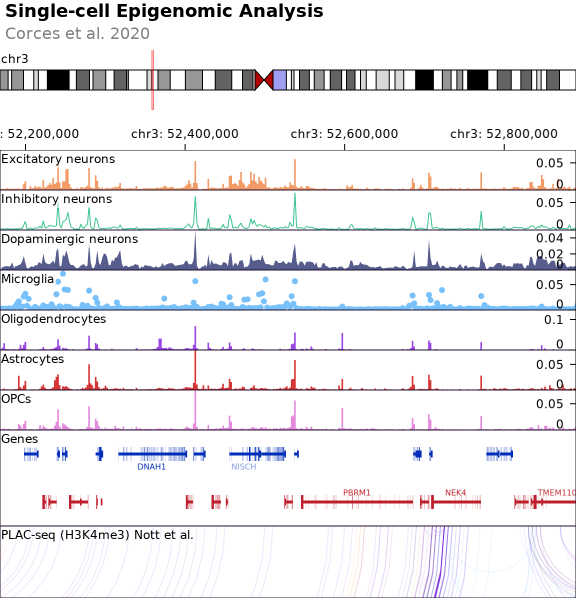 Single-cell Epigenomic Analysis
Corces et al. 2020
chr3
: 52,200,000 chr3: 52,400,000 chr3: 52,600,000 chr3: 52,800,000
Excitatory neurons 0.05
0
Inhibitory neurons 0.05
0
Dopaminergic neurons 0.04
0.02
0
Microglia 0.05
0
Oligodendrocytes 0.1
0
Astrocytes 0.05
0
OPCs 0.05
0
Genes
DNAH1 NISCH
PBRM1 NEK4 TMEM110
PLAC-seq (H3K4me3) Nott et al.